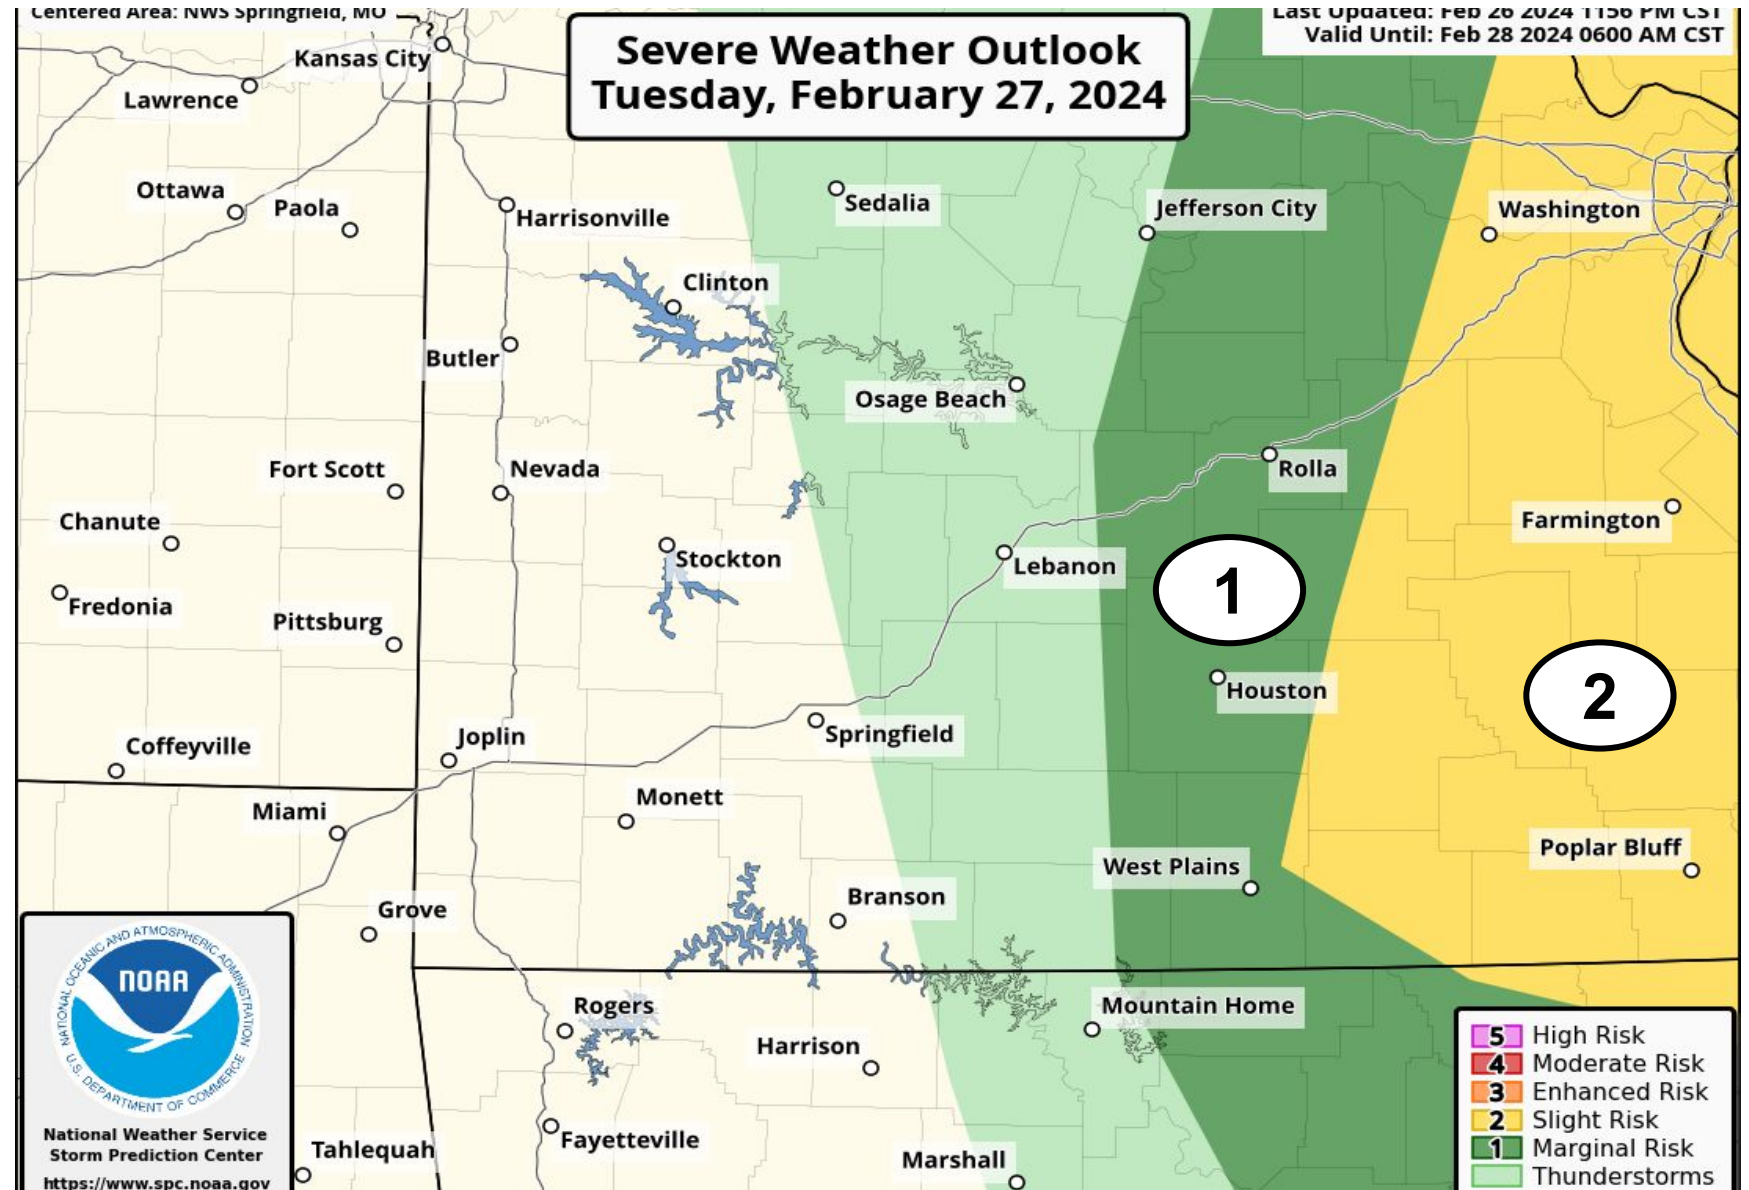 Centered Area: NWS Springfield, MO
Last Updated: Feb 26 2024 1156 PM CST
Valid Until: Feb 28 2024 0600 AM CST
Severe Weather Outlook
Tuesday, February 27, 2024
Kansas City
Lawrence
Ottawa
Paola
Harrisonville
Sedalia
Jefferson City
Washington
Clinton
Butler
Osage Beach
Fort Scott
Nevada
Rolla
Chanute
Farmington
Stockton
Lebanon
1
Fredonia
Pittsburg
Houston
2
Coffeyville
Joplin
Springfield
Miami
Monett
Poplar Bluff
West Plains
Grove
Branson
Rogers
Mountain Home
Harrison
Fayetteville
Tahlequah
Marshall
NATIONAL OCEANIC AND ATMOSPHERIC ADMINISTRATION
NOAA
U.S. DEPARTMENT OF COMMERCE
National Weather Service
Storm Prediction Center
https://www.spc.noaa.gov
5 High Risk
4 Moderate Risk
3 Enhanced Risk
2 Slight Risk
1 Marginal Risk
Thunderstorms